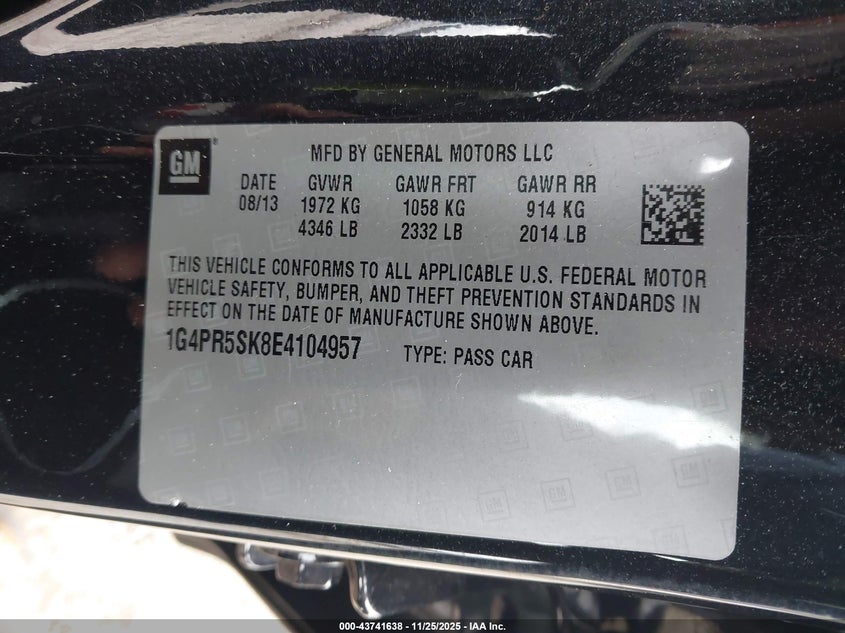 GM
MFD BY GENERAL MOTORS LLC
DATE GVWR GAWR FRT GAWR RR
08/13 1972 KG 1058 KG 914 KG
4346 LB 2332 LB 2014 LB
THIS VEHICLE CONFORMS TO ALL APPLICABLE U.S. FEDERAL MOTOR
VEHICLE SAFETY, BUMPER, AND THEFT PREVENTION STANDARDS IN
EFFECT ON THE DATE OF MANUFACTURE SHOWN ABOVE.
1G4PR5SK8E4104957 TYPE: PASS CAR
000-43741638 - 11/25/2025 - IAA Inc.